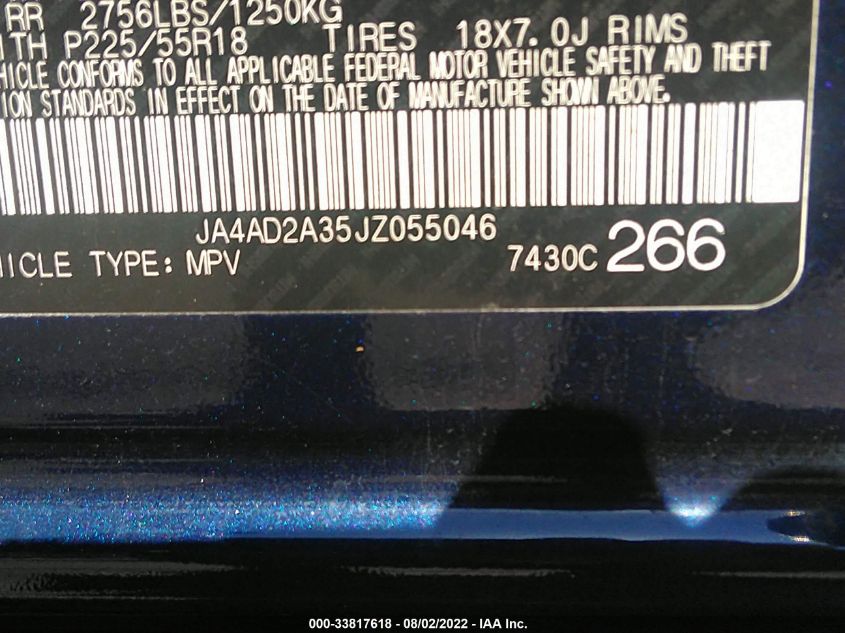 RR 2756LBS/1250KG
ITH P225/55R18 TIRES 18X7.0J RIMS
HICLE CONFORMS TO ALL APPLICABLE FEDERAL MOTOR VEHICLE SAFETY AND THEFT
ION STANDARDS IN EFFECT ON THE DATE OF MANUFACTURE SHOWN ABOVE.
JA4AD2A35JZ055046
HICLE TYPE: MPV 7430C 266
000-33817618 - 08/02/2022 - IAA Inc.